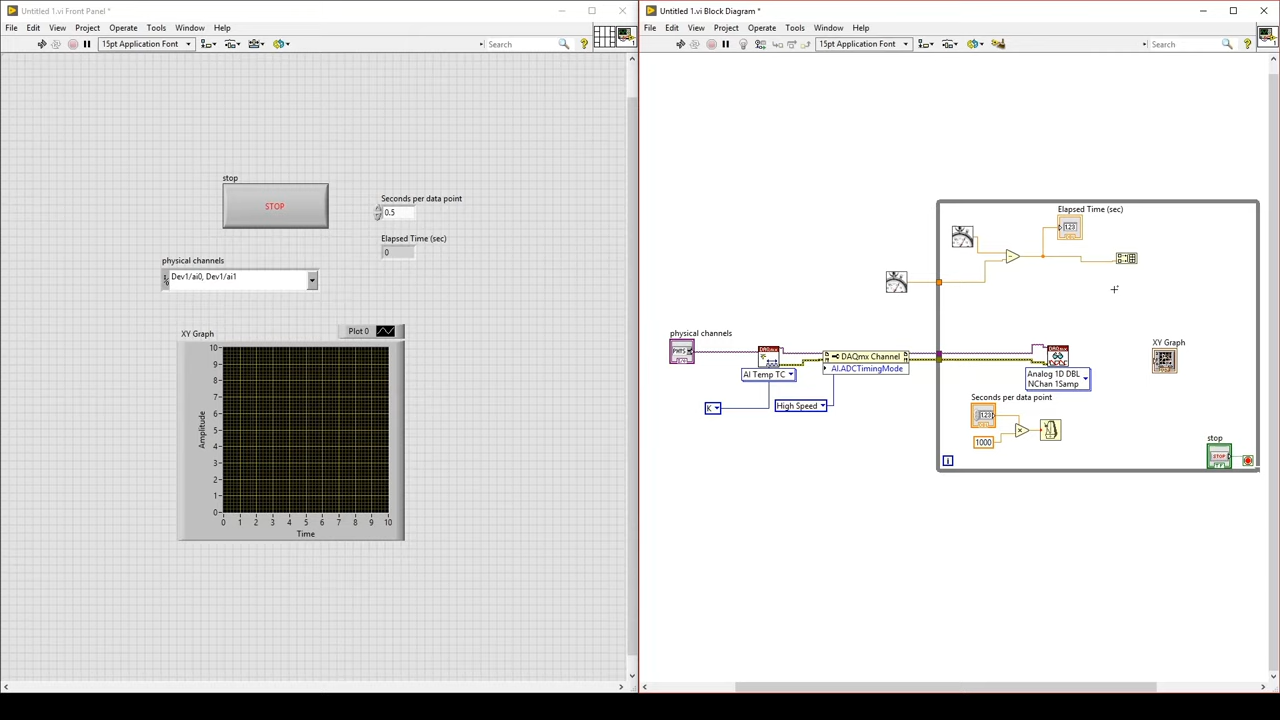 Untitled 1.vi Front Panel *
File Edit View Project Operate Tools Window Help
15pt Application Font
Search
stop
STOP
Seconds per data point
0.5
Elapsed Time (sec)
0
physical channels
Dev1/ai0, Dev1/ai1
XY Graph
Plot 0
10
9
8
7
6
5
4
3
2
1
0
Amplitude
0 1 2 3 4 5 6 7 8 9 10
Time
Untitled 1.vi Block Diagram *
File Edit View Project Operate Tools Window Help
15pt Application Font
Search
Elapsed Time (sec)
123
physical channels
AI Temp TC
DAQmx Channel
AI.ADCTimingMode
K
High Speed
Analog 1D DBL
NChan 1Samp
XY Graph
Seconds per data point
123
1000
i
stop
STOP